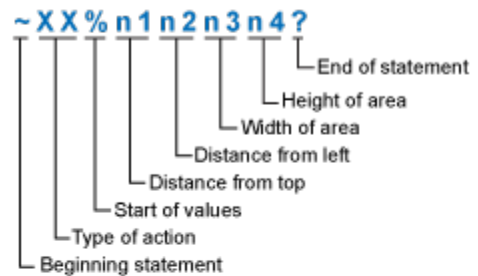 ~ X X % n 1 n 2 n 3 n 4 ?
End of statement
Height of area
Width of area
Distance from left
Distance from top
Start of values
Type of action
Beginning statement